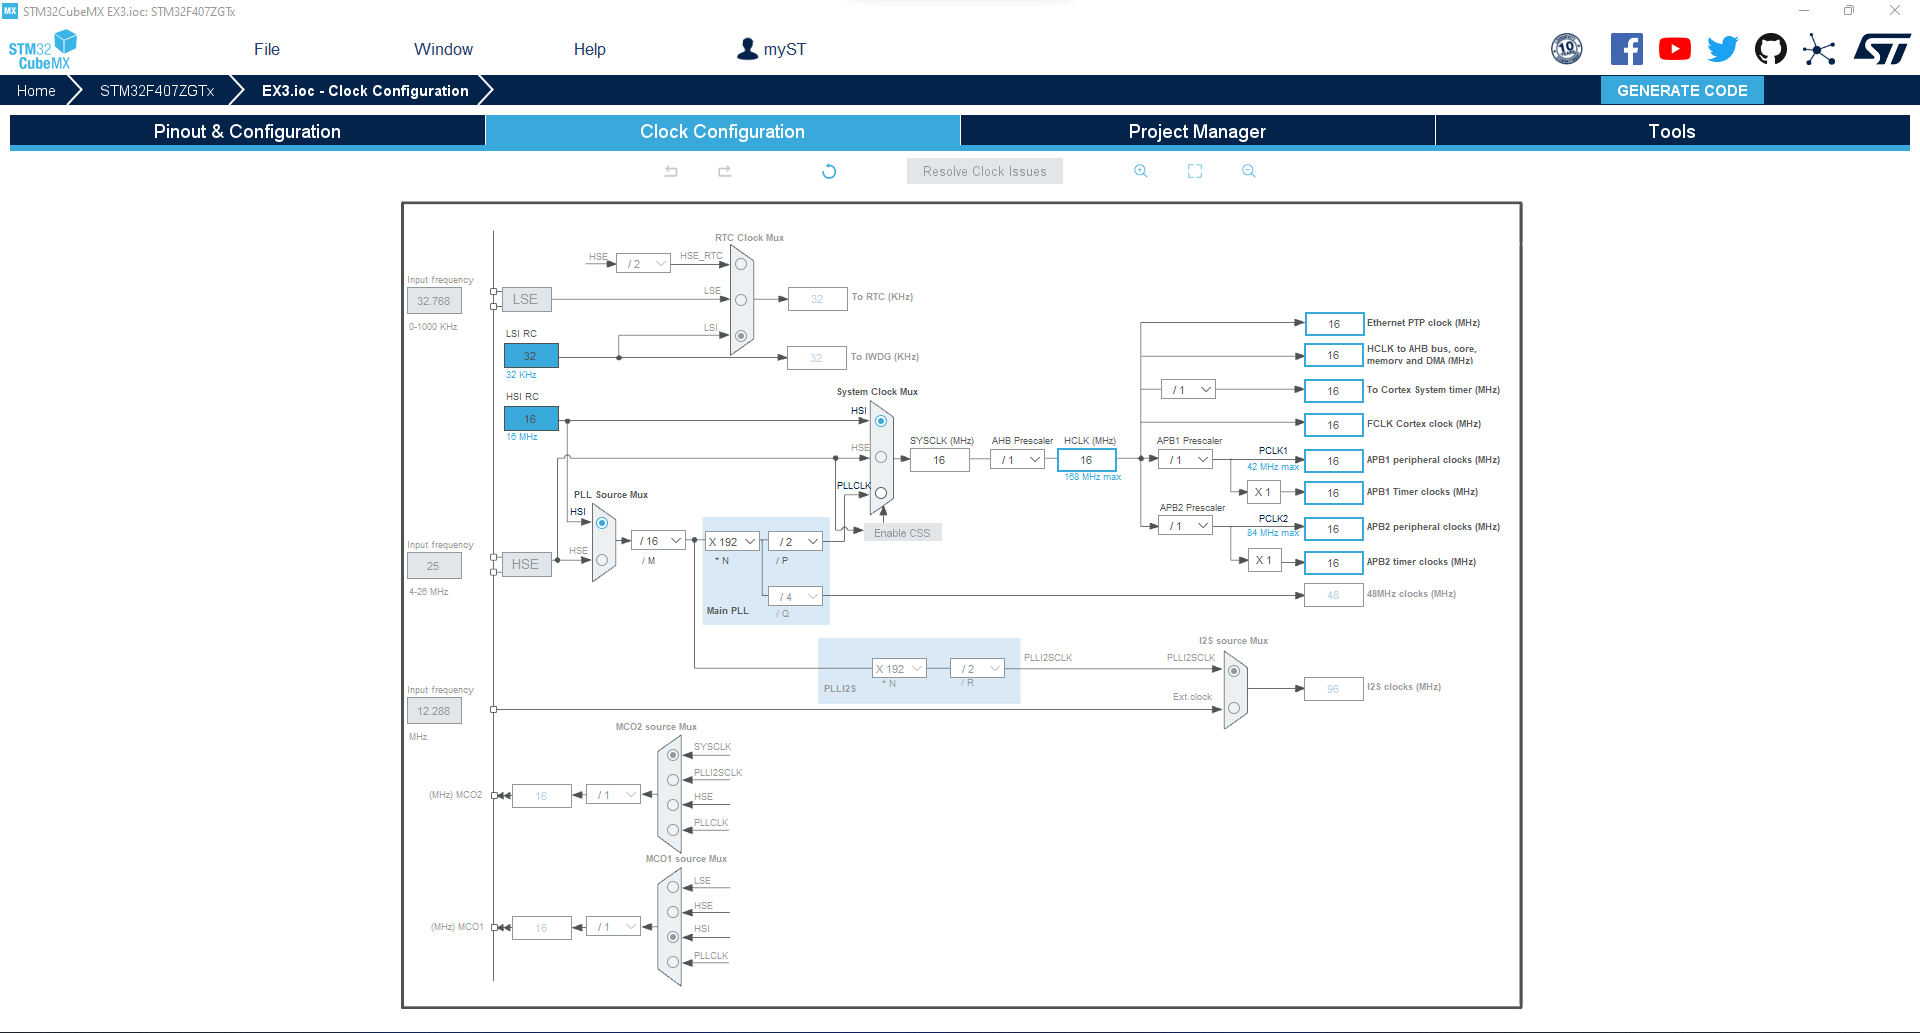 MX STM32CubeMX EX3.ioc: STM32F407ZGTx
STM32
CubeMX
File
Window
Help
myST
10
ST
Home
STM32F407ZGTx
EX3.ioc - Clock Configuration
GENERATE CODE
Pinout & Configuration
Clock Configuration
Project Manager
Tools
Resolve Clock Issues
RTC Clock Mux
HSE
/ 2
HSE_RTC
Input frequency
32.768
0-1000 KHz
LSE
LSE
32
To RTC (KHz)
LSI RC
LSI
32
32 KHz
32
To IWDG (KHz)
HSI RC
16
16 MHz
System Clock Mux
HSI
HSE
PLLCLK
SYSCLK (MHz)
16
AHB Prescaler
/ 1
HCLK (MHz)
16
168 MHz max
16
Ethernet PTP clock (MHz)
16
HCLK to AHB bus, core,
memory and DMA (MHz)
/ 1
16
To Cortex System timer (MHz)
16
FCLK Cortex clock (MHz)
APB1 Prescaler
/ 1
PCLK1
42 MHz max
16
APB1 peripheral clocks (MHz)
X 1
16
APB1 Timer clocks (MHz)
APB2 Prescaler
/ 1
PCLK2
84 MHz max
16
APB2 peripheral clocks (MHz)
X 1
16
APB2 timer clocks (MHz)
PLL Source Mux
HSI
HSE
Input frequency
25
4-26 MHz
HSE
/ 16
/ M
X 192
* N
/ 2
/ P
Enable CSS
Main PLL
/ 4
/ Q
48
48MHz clocks (MHz)
PLLI2S
X 192
* N
/ 2
/ R
PLLI2SCLK
I2S source Mux
PLLI2SCLK
Ext.clock
96
I2S clocks (MHz)
Input frequency
12.288
MHz
MCO2 source Mux
SYSCLK
PLLI2SCLK
HSE
PLLCLK
(MHz) MCO2
16
/ 1
MCO1 source Mux
LSE
HSE
HSI
PLLCLK
(MHz) MCO1
16
/ 1